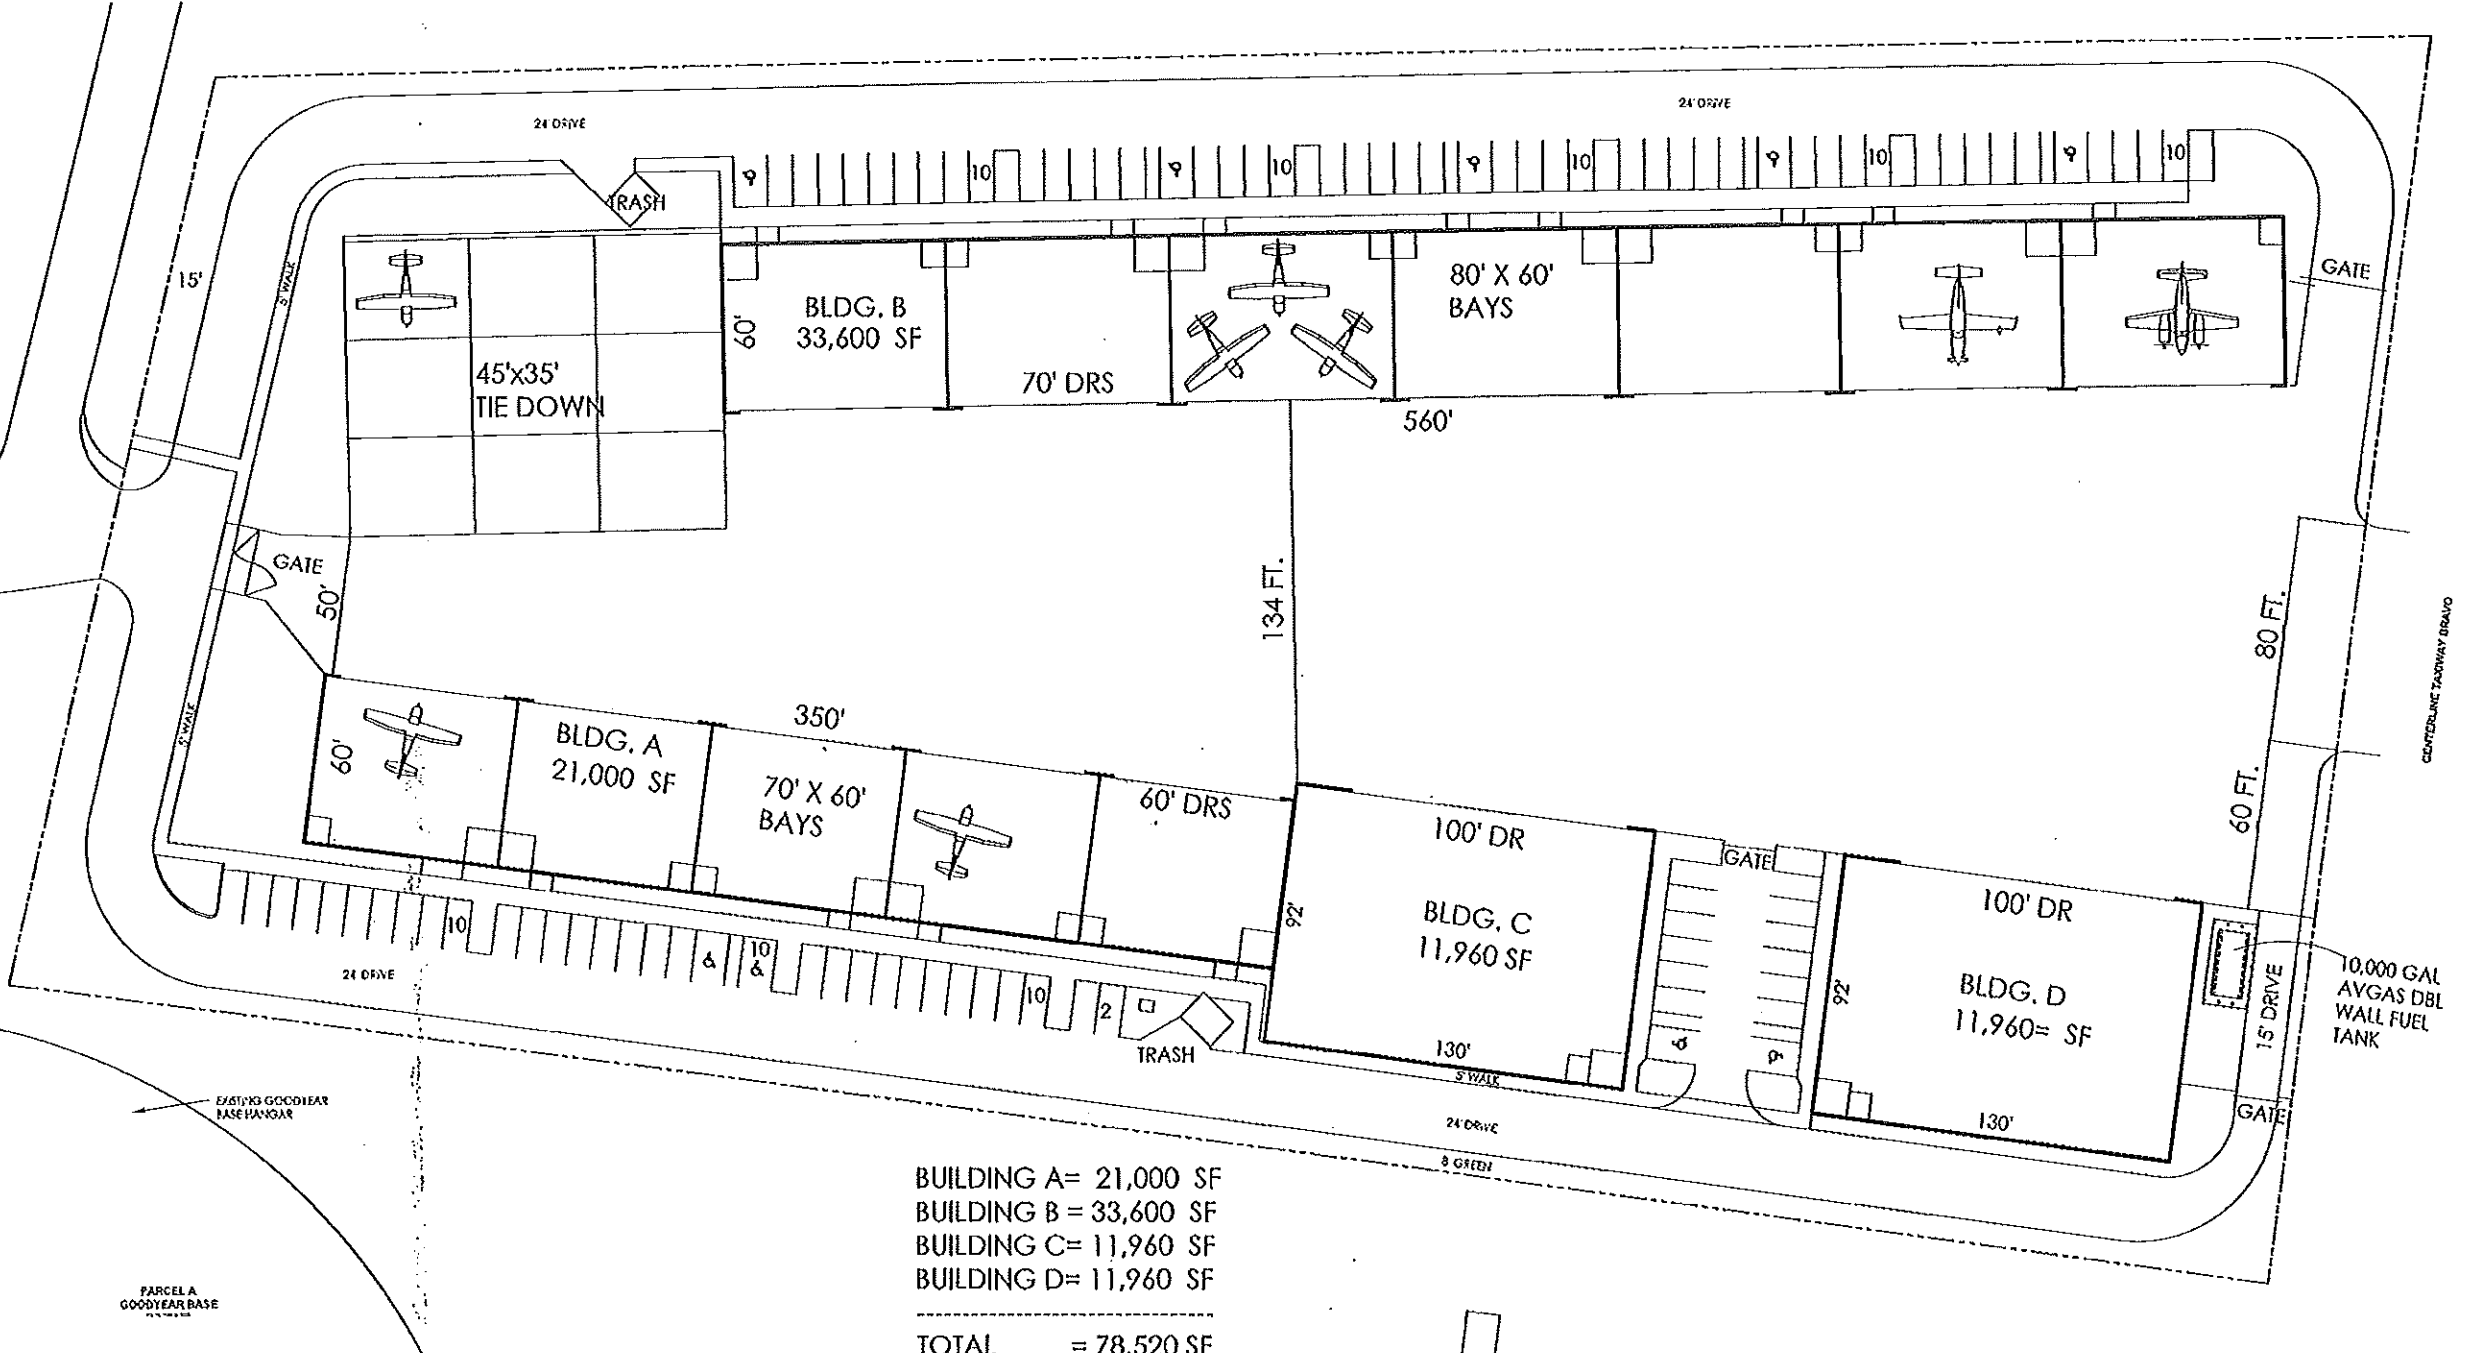 24' DRIVE
24' DRIVE
TRASH
10
10
10
10
10
15'
5' WALK
GATE
45'x35'
TIE DOWN
60'
BLDG. B
33,600 SF
70' DRS
80' X 60'
BAYS
560'
GATE
50'
134 FT.
80 FT.
60 FT.
CENTERLINE TAXIWAY BRAVO
5' WALK
60'
350'
BLDG. A
21,000 SF
70' X 60'
BAYS
60' DRS
100' DR
BLDG. C
11,960 SF
92'
130'
5' WALK
GATE
100' DR
BLDG. D
11,960= SF
92'
130'
10,000 GAL
AVGAS DBL
WALL FUEL
TANK
15' DRIVE
GATE
10
10
10
2
TRASH
24' DRIVE
24' DRIVE
8 GREEN
EXISTING GOODYEAR
BASE HANGAR
PARCEL A
GOODYEAR BASE
BUILDING A= 21,000 SF
BUILDING B = 33,600 SF
BUILDING C= 11,960 SF
BUILDING D= 11,960 SF
--------------------------------
TOTAL = 78,520 SF